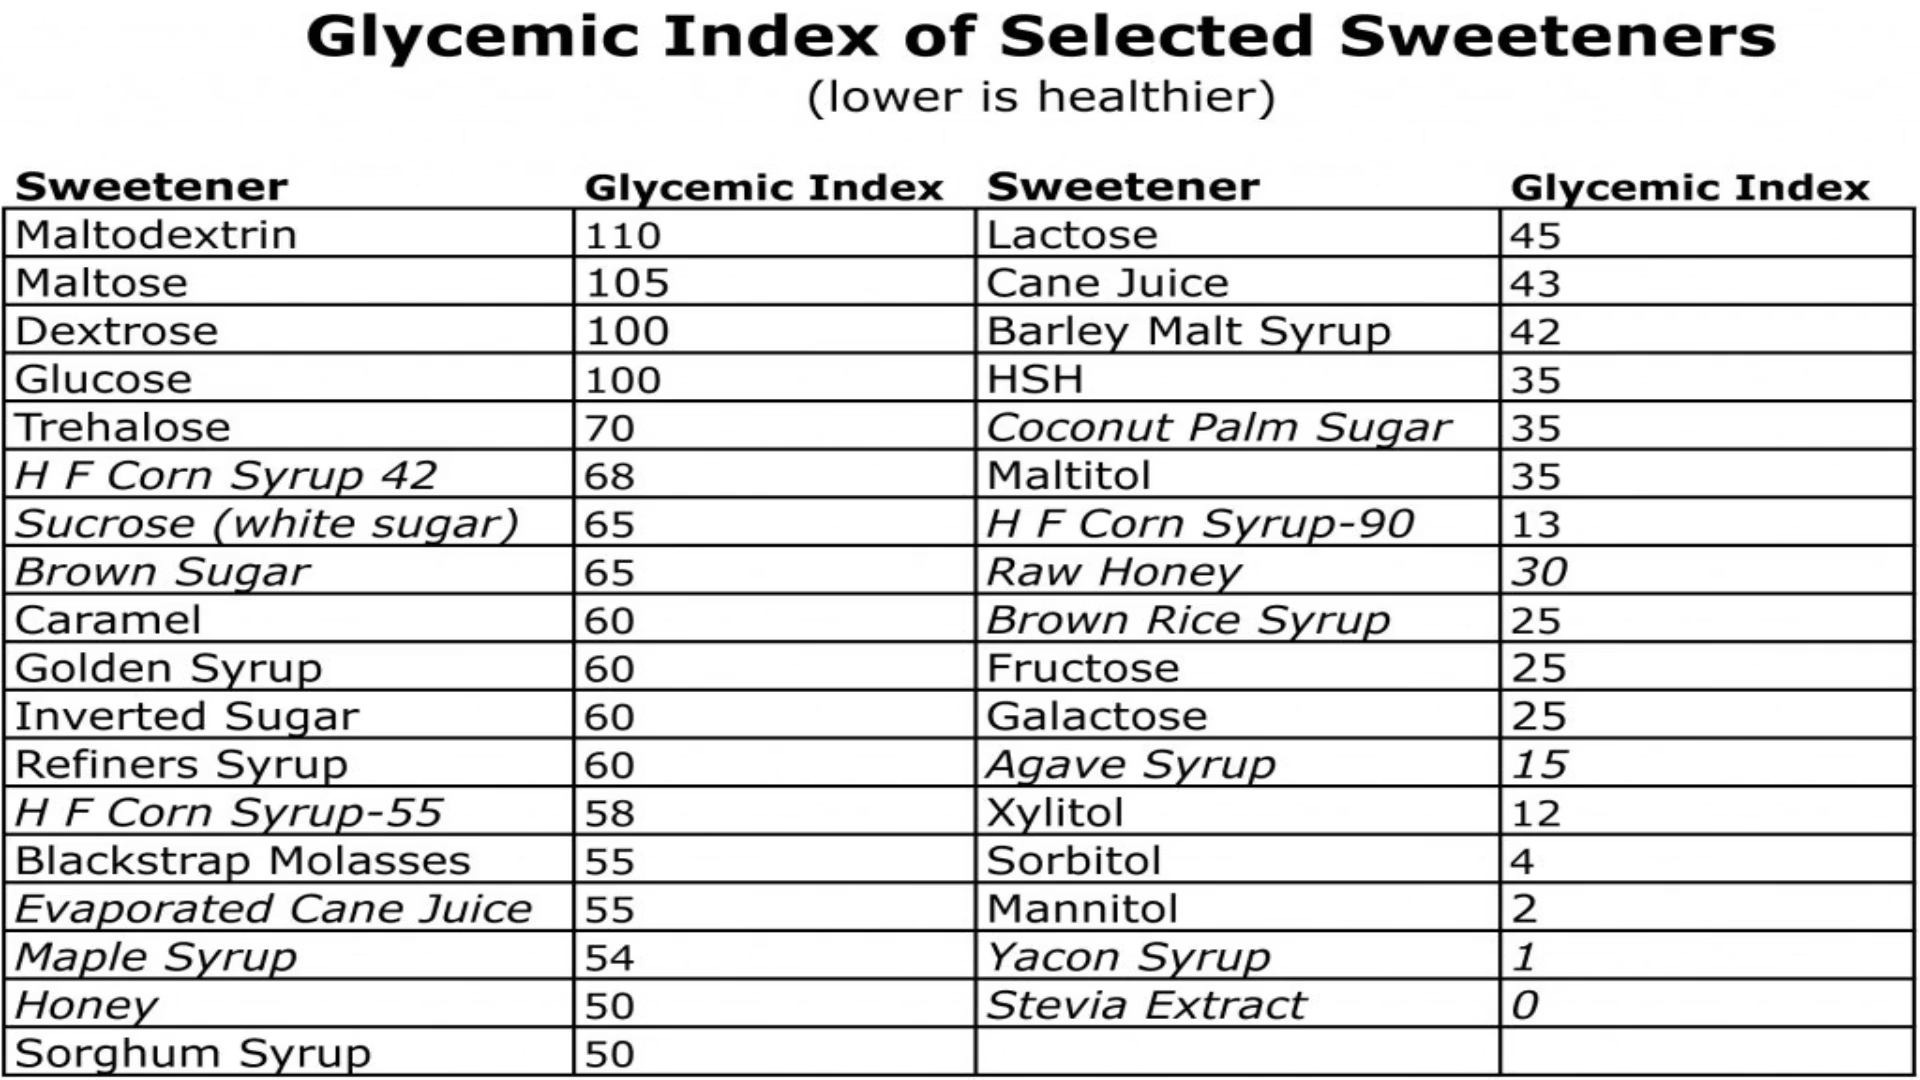 Glycemic Index of Selected Sweeteners
(lower is healthier)
Sweetener Glycemic Index Sweetener Glycemic Index
Maltodextrin 110 Lactose 45
Maltose 105 Cane Juice 43
Dextrose 100 Barley Malt Syrup 42
Glucose 100 HSH 35
Trehalose 70 Coconut Palm Sugar 35
H F Corn Syrup 42 68 Maltitol 35
Sucrose (white sugar) 65 H F Corn Syrup-90 13
Brown Sugar 65 Raw Honey 30
Caramel 60 Brown Rice Syrup 25
Golden Syrup 60 Fructose 25
Inverted Sugar 60 Galactose 25
Refiners Syrup 60 Agave Syrup 15
H F Corn Syrup-55 58 Xylitol 12
Blackstrap Molasses 55 Sorbitol 4
Evaporated Cane Juice 55 Mannitol 2
Maple Syrup 54 Yacon Syrup 1
Honey 50 Stevia Extract 0
Sorghum Syrup 50